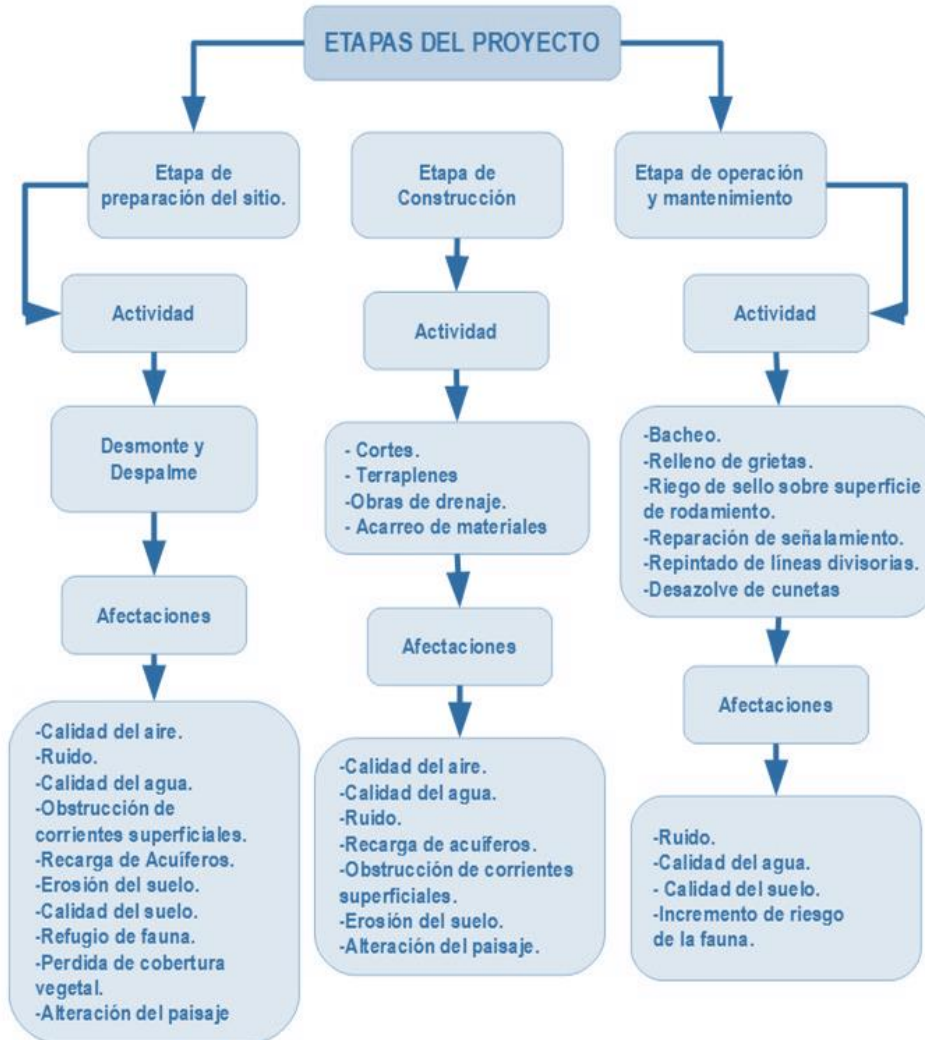 ETAPAS DEL PROYECTO
Etapa de
preparación del sitio.
Actividad
Desmonte y
Despalme
Afectaciones
-Calidad del aire.
-Ruido.
-Calidad del agua.
-Obstrucción de
corrientes superficiales.
-Recarga de Acuíferos.
-Erosión del suelo.
-Calidad del suelo.
-Refugio de fauna.
-Perdida de cobertura
vegetal.
-Alteración del paisaje
Etapa de
Construcción
Actividad
- Cortes.
- Terraplenes
-Obras de drenaje.
- Acarreo de materiales
Afectaciones
-Calidad del aire.
-Calidad del agua.
-Ruido.
-Recarga de acuíferos.
-Obstrucción de corrientes
superficiales.
-Erosión del suelo.
-Alteración del paisaje.
Etapa de operación
y mantenimiento
Actividad
-Bacheo.
-Relleno de grietas.
-Riego de sello sobre superficie
de rodamiento.
-Reparación de señalamiento.
-Repintado de líneas divisorias.
-Desazolve de cunetas
Afectaciones
-Ruido.
-Calidad del agua.
- Calidad del suelo.
-Incremento de riesgo
de la fauna.